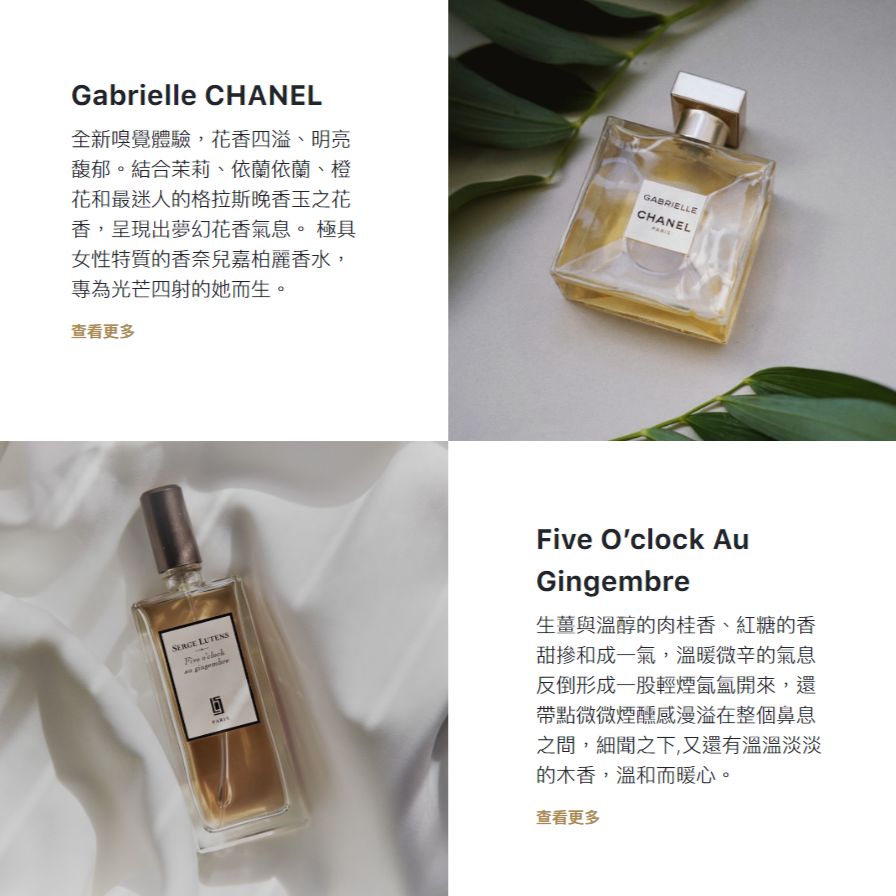 Gabrielle CHANEL
全新嗅覺體驗，花香四溢、明亮
馥郁。結合茉莉、依蘭依蘭、橙
花和最迷人的格拉斯晚香玉之花
香，呈現出夢幻花香氣息。 極具
女性特質的香奈兒嘉柏麗香水，
專為光芒四射的她而生。
查看更多
GABRIELLE
CHANEL
PARIS
SERGE LUTENS
Five o'clock
au gingembre
PARIS
Five O’clock Au
Gingembre
生薑與溫醇的肉桂香、紅糖的香
甜摻和成一氣，溫暖微辛的氣息
反倒形成一股輕煙氤氳開來，還
帶點微微煙醺感漫溢在整個鼻息
之間，細聞之下,又還有溫溫淡淡
的木香，溫和而暖心。
查看更多